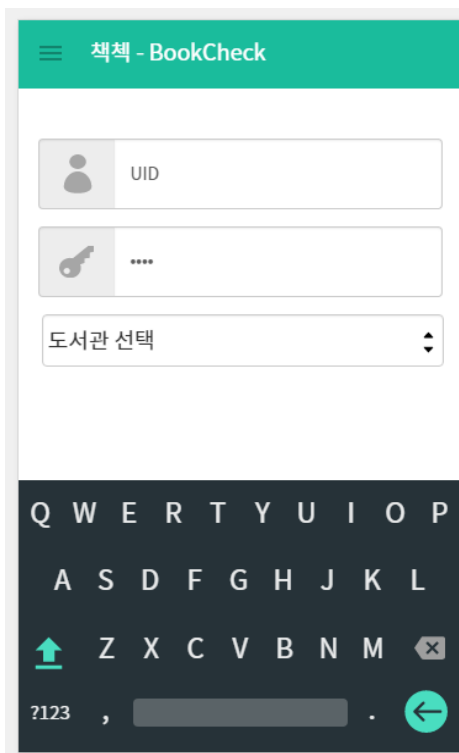 책첵 - BookCheck
UID
••••
도서관 선택
Q W E R T Y U I O P
A S D F G H J K L
Z X C V B N M
?123 , .